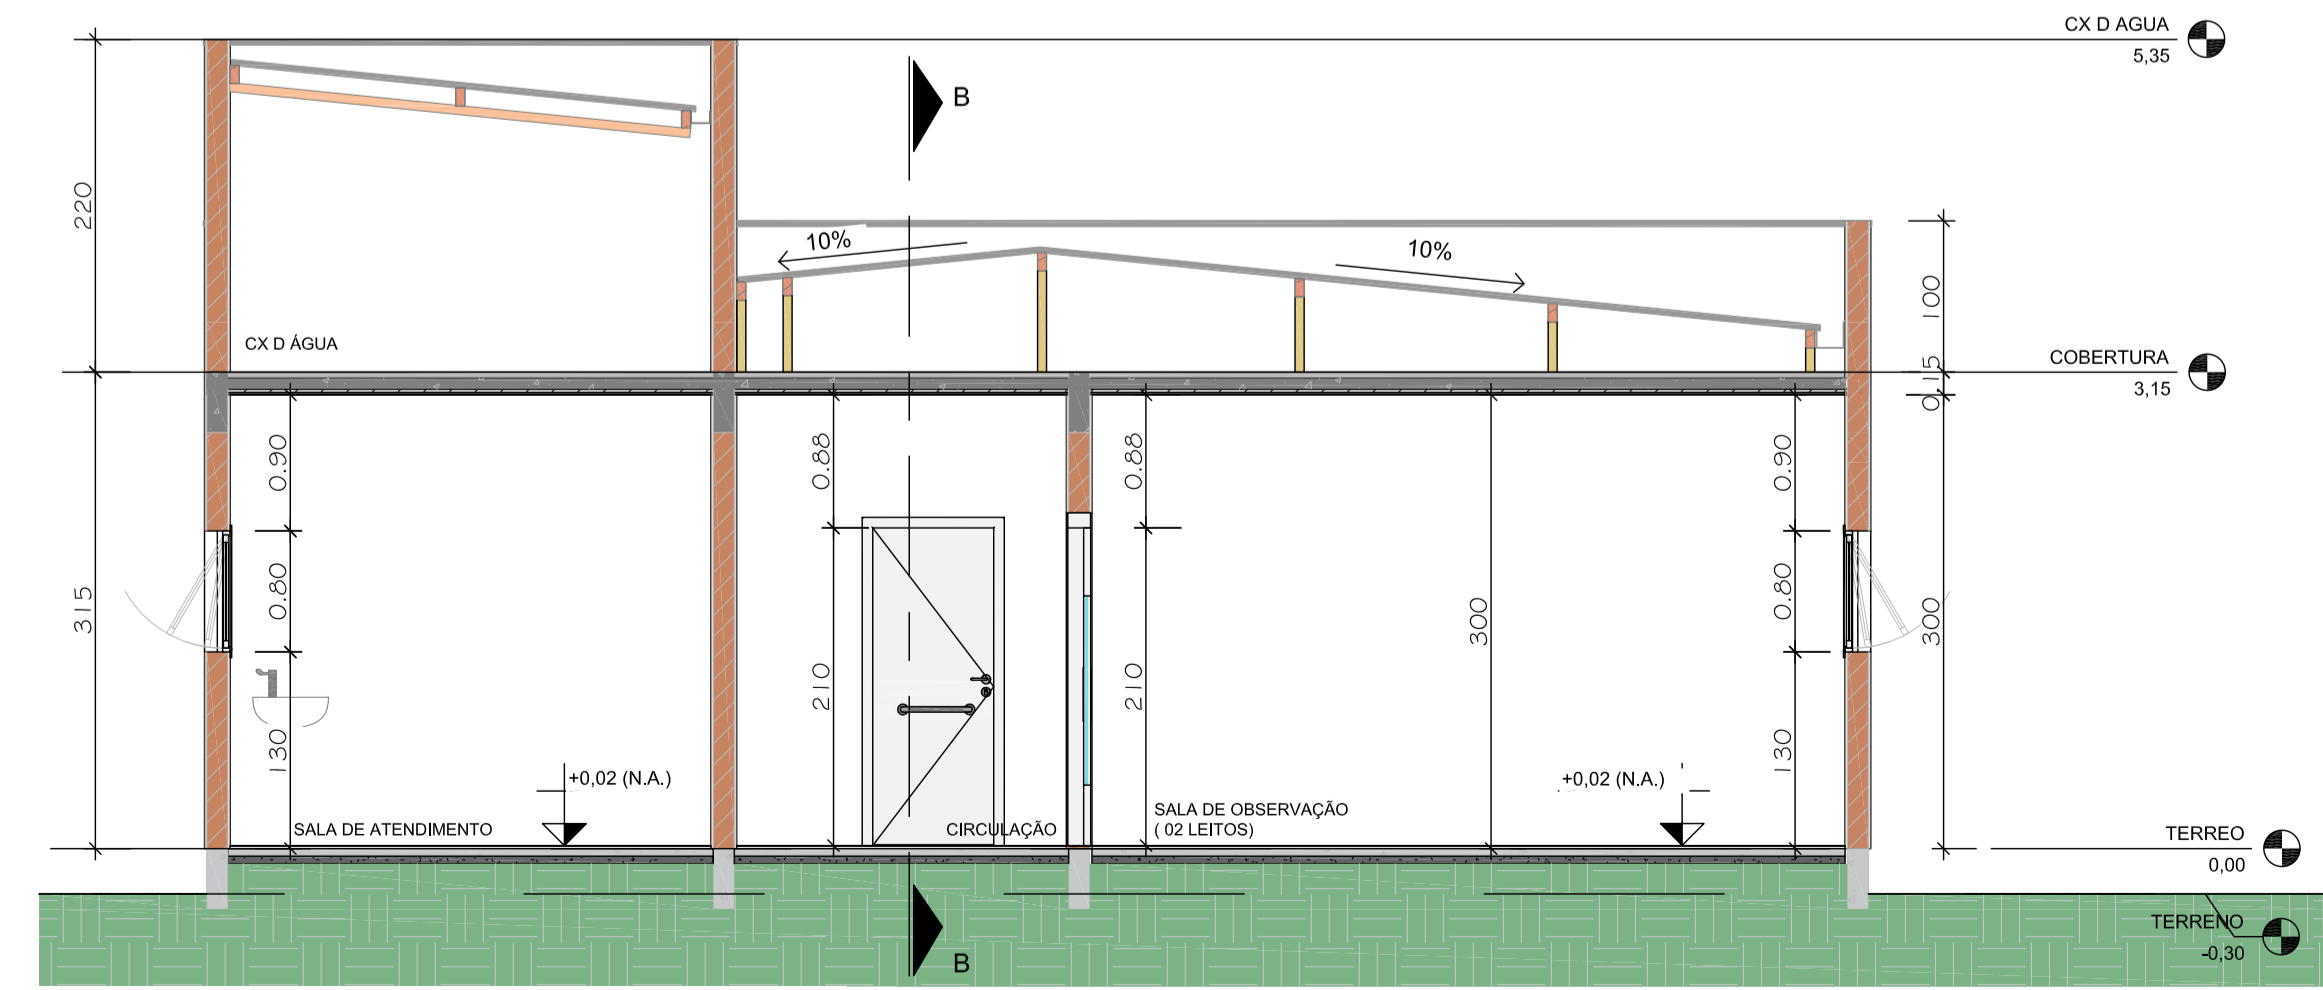 CX D AGUA
5,35
B
220
10%
10%
CX D ÁGUA
100
COBERTURA
3,15
015
0.90
0.88
0.88
0.90
315
0.80
300
0.80
300
210
210
130
130
+0,02 (N.A.)
+0,02 (N.A.)
SALA DE ATENDIMENTO
CIRCULAÇÃO
SALA DE OBSERVAÇÃO
( 02 LEITOS)
TERREO
0,00
TERRENO
-0,30
B